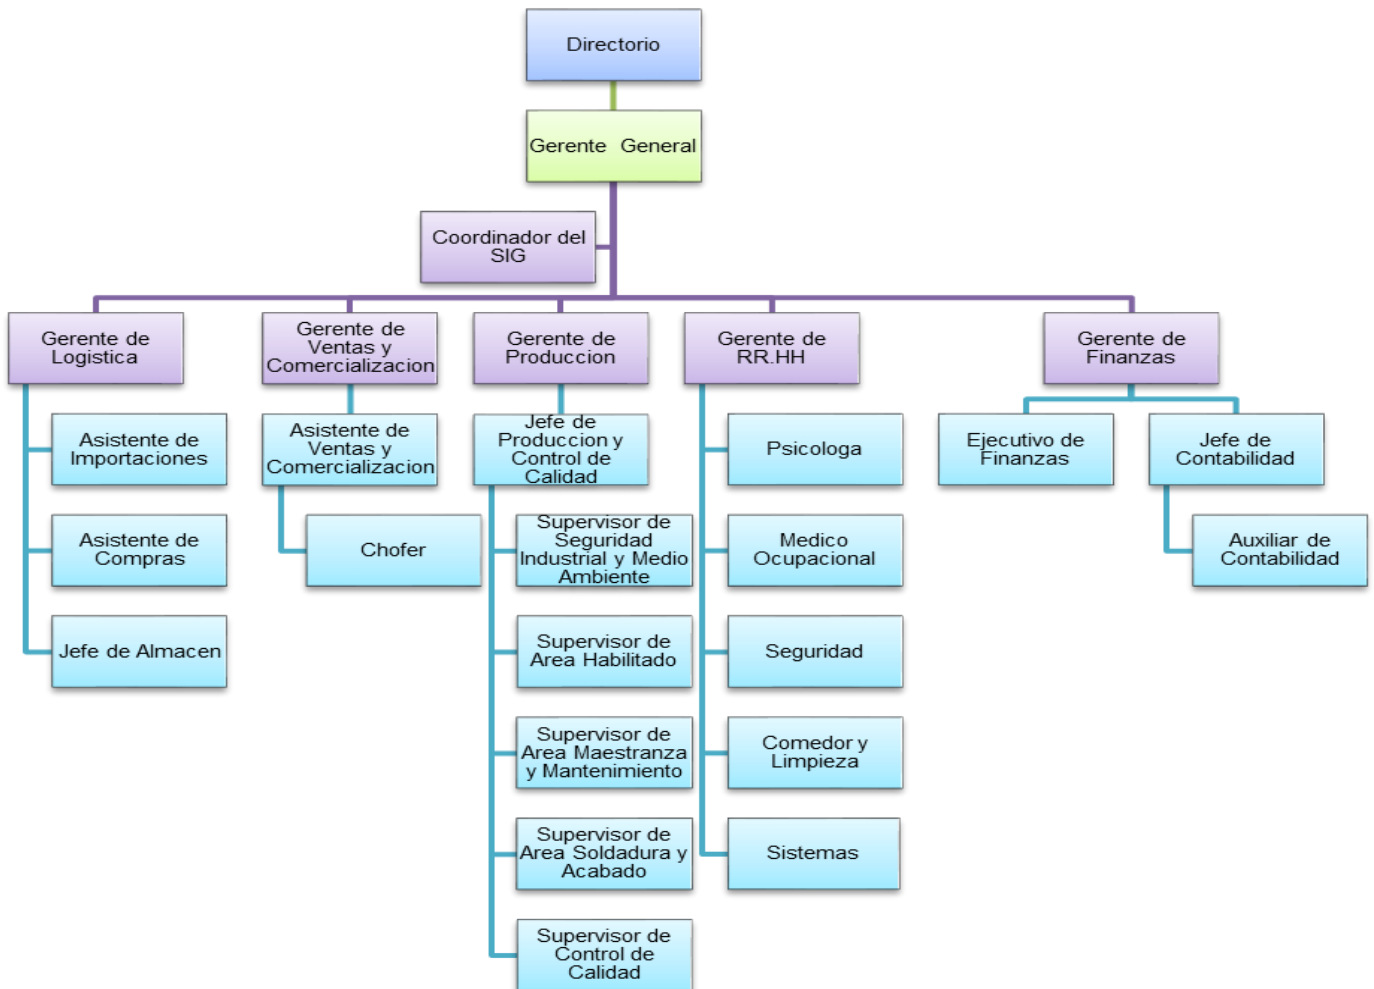 Directorio
Gerente General
Coordinador del
SIG
Gerente de
Logistica
Gerente de
Ventas y
Comercializacion
Gerente de
Produccion
Gerente de
RR.HH
Gerente de
Finanzas
Asistente de
Importaciones
Asistente de
Compras
Jefe de Almacen
Asistente de
Ventas y
Comercializacion
Chofer
Jefe de
Produccion y
Control de
Calidad
Supervisor de
Seguridad
Industrial y Medio
Ambiente
Supervisor de
Area Habilitado
Supervisor de
Area Maestranza
y Mantenimiento
Supervisor de
Area Soldadura y
Acabado
Supervisor de
Control de
Calidad
Psicologa
Medico
Ocupacional
Seguridad
Comedor y
Limpieza
Sistemas
Ejecutivo de
Finanzas
Jefe de
Contabilidad
Auxiliar de
Contabilidad